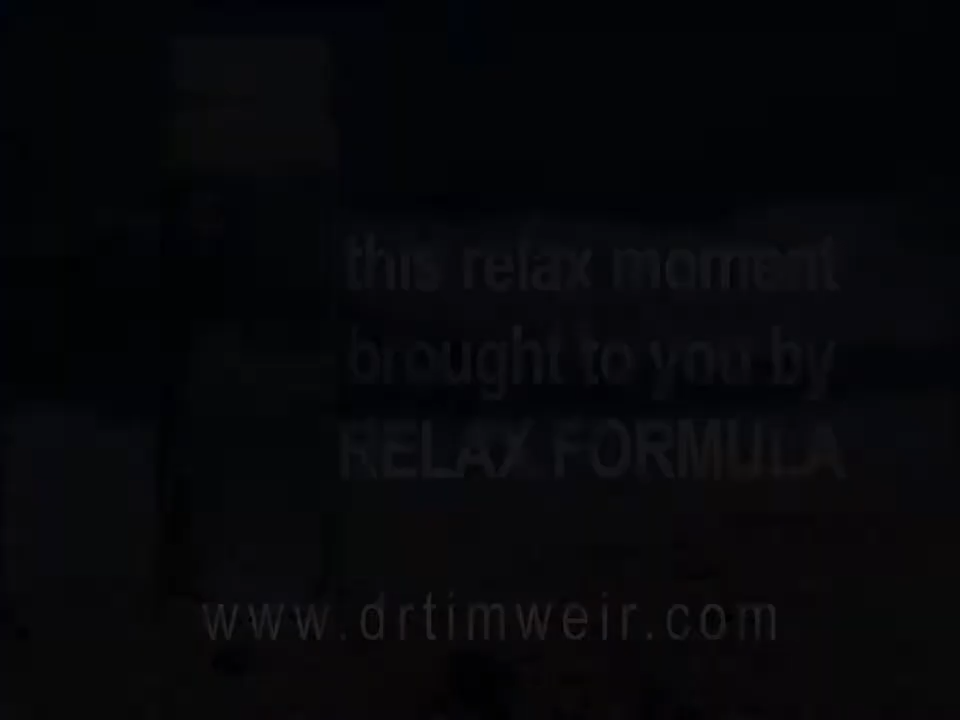 this relax moment
brought to you by
RELAX FORMULA
www.drtimweir.com